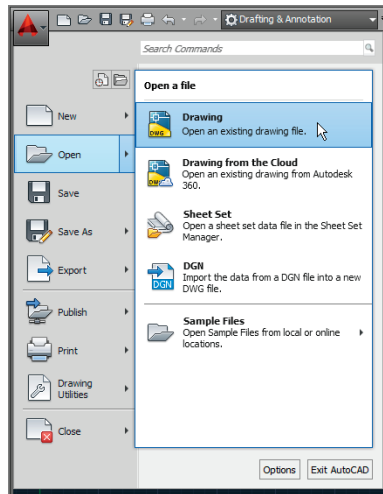 Drafting & Annotation
Search Commands
Open a file
New
Open
Save
Save As
Export
Publish
Print
Drawing
Utilities
Close
DWG
Drawing
Open an existing drawing file.
DWG
Drawing from the Cloud
Open an existing drawing from Autodesk
360.
Sheet Set
Open a sheet set data file in the Sheet Set
Manager.
DGN
DGN
Import the data from a DGN file into a new
DWG file.
Sample Files
Open Sample Files from local or online
locations.
Options
Exit AutoCAD